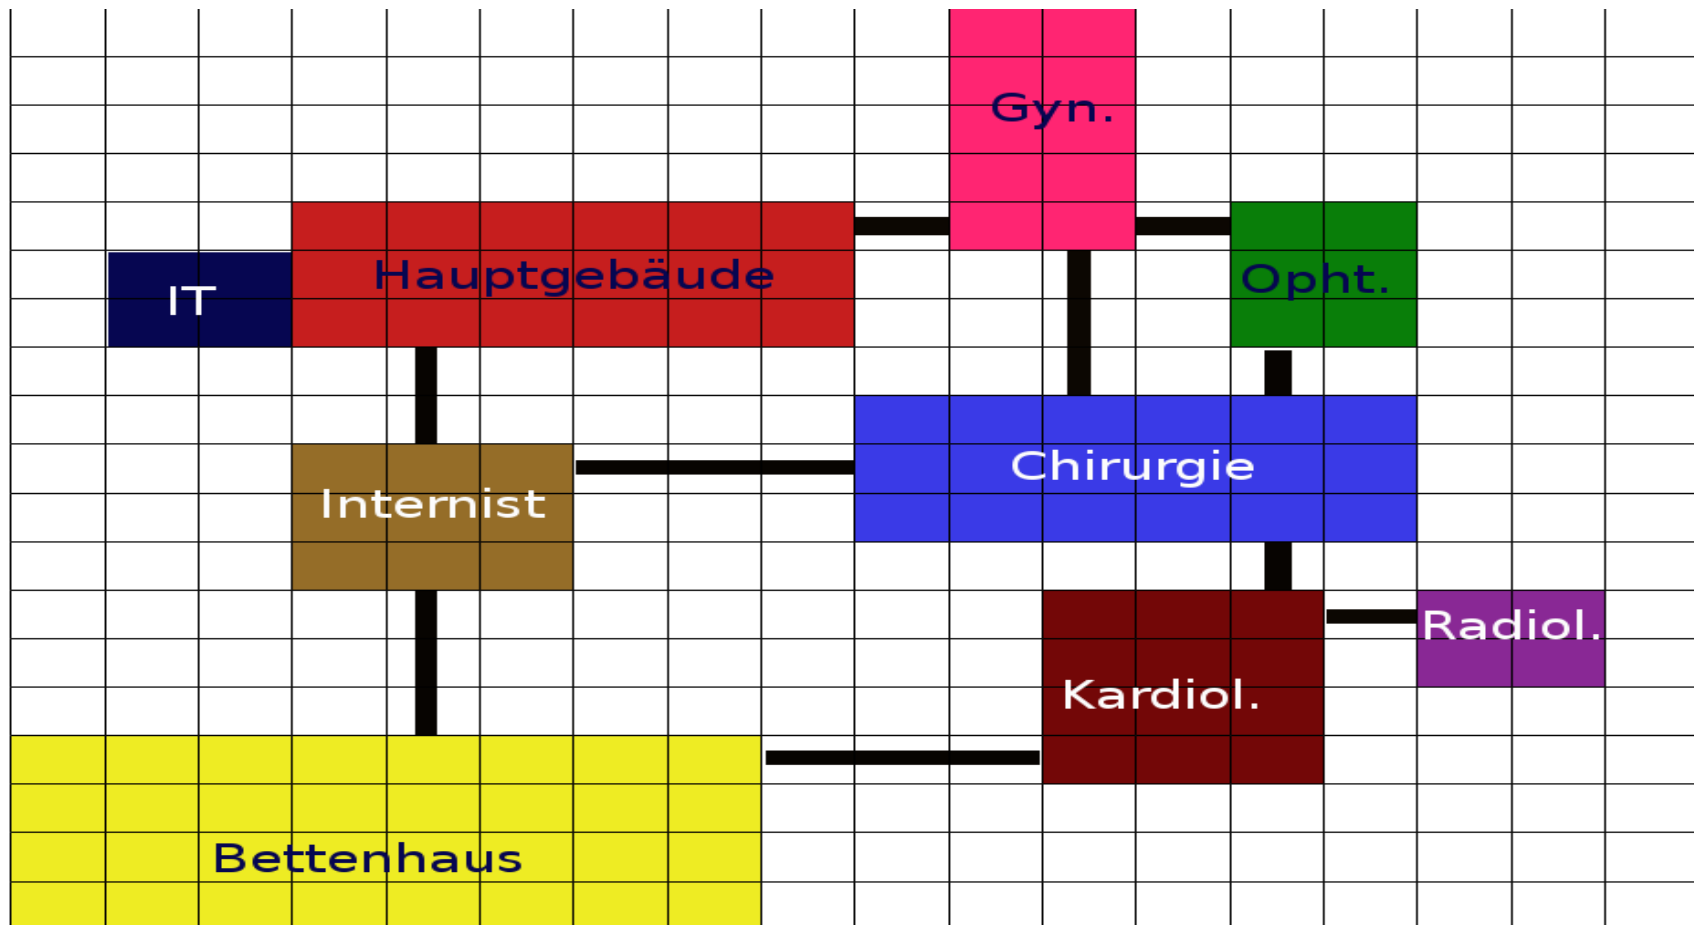 Gyn.
Hauptgebäude
Opht.
IT
Chirurgie
Internist
Radiol.
Kardiol.
Bettenhaus